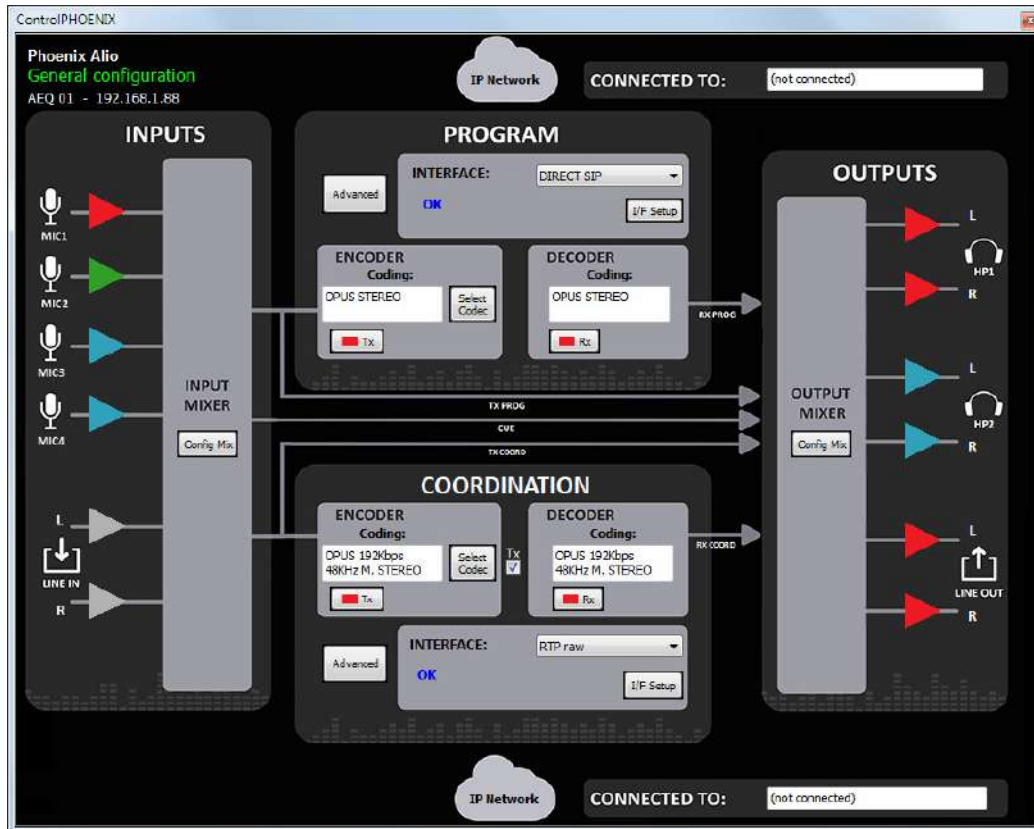 ControlPHOENIX
Phoenix Alio
General configuration
AEQ 01 - 192.168.1.88
IP Network
CONNECTED TO:
(not connected)
INPUTS
MIC1
MIC2
MIC3
MIC4
L
LINE IN
R
INPUT
MIXER
Config Mix
PROGRAM
Advanced
INTERFACE:
DIRECT SIP
OK
I/F Setup
ENCODER
Coding:
OPUS STEREO
Select
Codec
Tx
DECODER
Coding:
OPUS STEREO
Rx
RX PROG
TX PROG
CUE
TX COORD
COORDINATION
ENCODER
Coding:
OPUS 192Kbps
48KHz M. STEREO
Select
Codec
Tx
Tx
DECODER
Coding:
OPUS 192Kbps
48KHz M. STEREO
Rx
RX COORD
Advanced
INTERFACE:
RTP raw
OK
I/F Setup
OUTPUTS
OUTPUT
MIXER
Config Mix
L
HP1
R
L
HP2
R
L
LINE OUT
R
IP Network
CONNECTED TO:
(not connected)